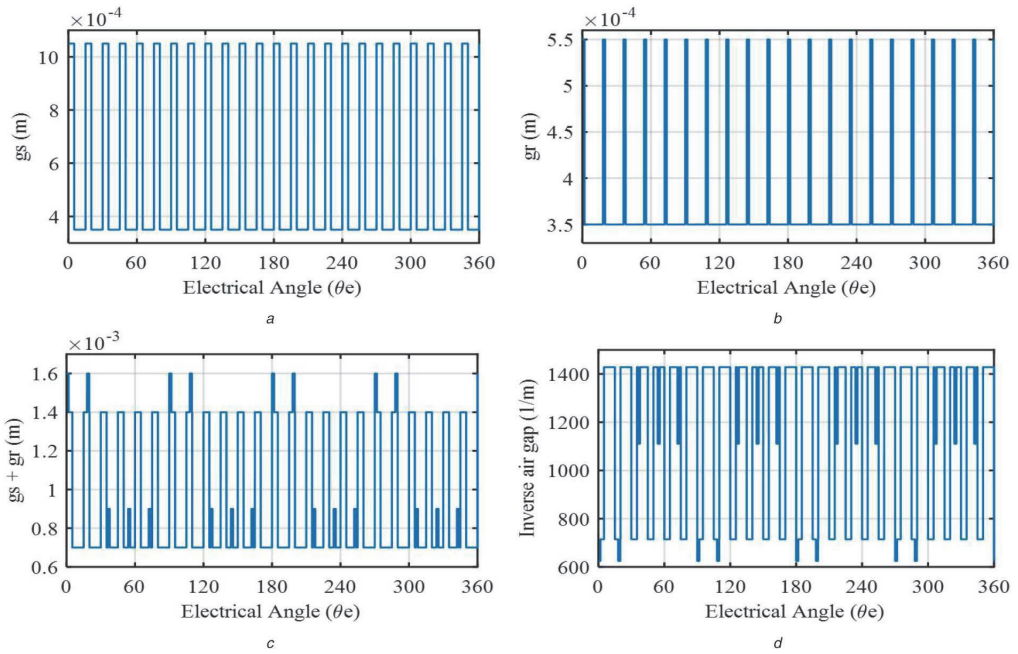 ×10⁻⁴
10
8
6
4
gs (m)
0 60 120 180 240 300 360
Electrical Angle (θe)
a
×10⁻⁴
5.5
5
4.5
4
3.5
gr (m)
0 60 120 180 240 300 360
Electrical Angle (θe)
b
×10⁻³
1.6
1.4
1.2
1
0.8
0.6
gs + gr (m)
0 60 120 180 240 300 360
Electrical Angle (θe)
c
1400
1200
1000
800
600
Inverse air gap (1/m)
0 60 120 180 240 300 360
Electrical Angle (θe)
d